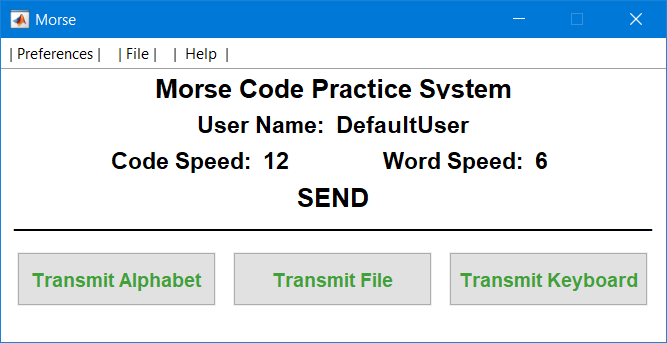 Morse
| Preferences | | File | | Help |
Morse Code Practice System
User Name: DefaultUser
Code Speed: 12 Word Speed: 6
SEND
Transmit Alphabet Transmit File Transmit Keyboard